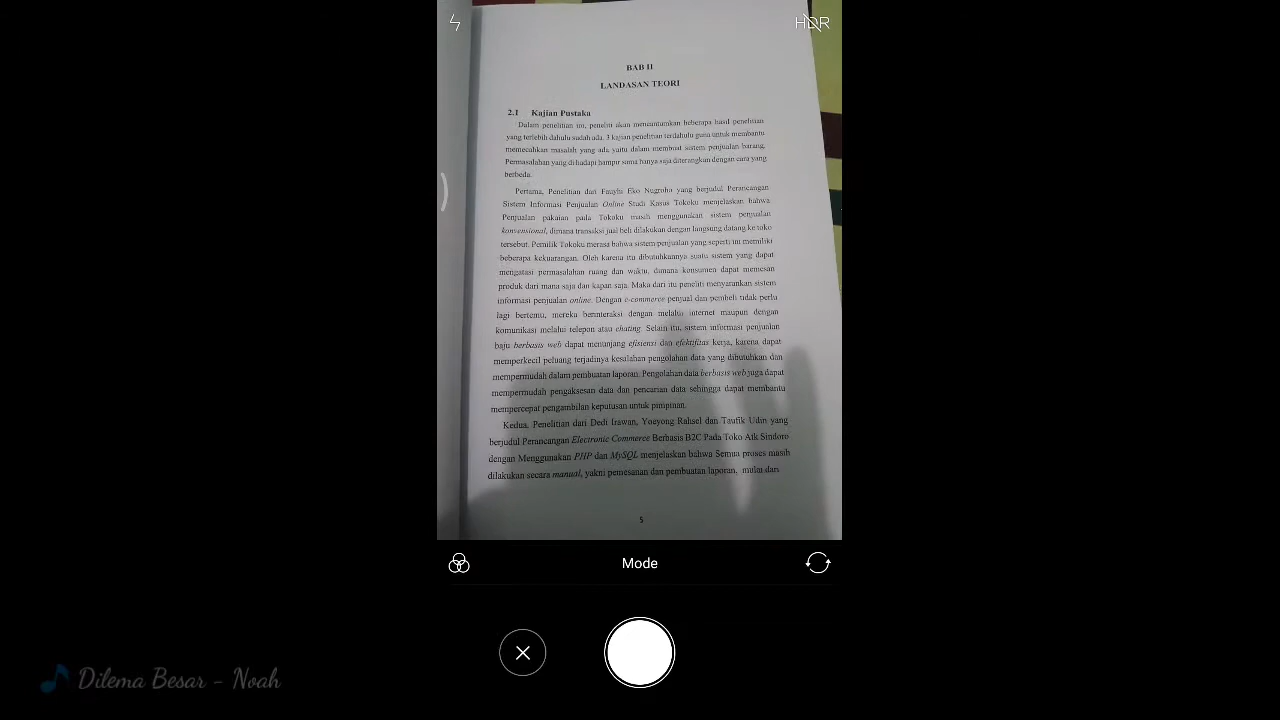 HDR
BAB II
LANDASAN TEORI
2.1 Kajian Pustaka
Dalam penelitian ini, peneliti akan mencantumkan beberapa hasil penelitian
yang terlebih dahulu sudah ada. 3 kajian penelitian terdahulu guna untuk membantu
memecahkan masalah yang ada yaitu dalam membuat sistem penjualan barang.
Permasalahan yang dihadapi hampir sama hanya saja diterangkan dengan cara yang
berbeda.
Pertama, Penelitian dari Eko Nugroho yang berjudul Perancangan
Sistem Informasi Penjualan Online Studi Kasus Tokoku menjelaskan bahwa
Penjualan pakaian pada Tokoku masih menggunakan sistem penjualan
konvensional, dimana transaksi jual beli dilakukan dengan langsung datang ke toko
tersebut. Pemilik Tokoku merasa bahwa sistem penjualan yang seperti ini memiliki
beberapa kekurangan. Oleh karena itu dibutuhkannya suatu sistem yang dapat
mengatasi permasalahan ruang dan waktu, dimana konsumen dapat memesan
produk dari mana saja dan kapan saja. Maka dari itu peneliti menyarankan sistem
informasi penjualan online. Dengan e-commerce penjual dan pembeli tidak perlu
lagi bertemu, mereka berinteraksi dengan melalui internet maupun dengan
komunikasi melalui telepon atau chating. Selain itu, sistem informasi penjualan
baju berbasis web dapat menunjang efisiensi dan efektifitas kerja, karena dapat
memperkecil peluang terjadinya kesalahan pengolahan data yang dibutuhkan dan
mempermudah dalam pembuatan laporan. Pengolahan data berbasis web juga dapat
mempermudah pengaksesan data dan pencarian data sehingga dapat membantu
mempercepat pengambilan keputusan untuk pimpinan.
Kedua, Penelitian dari Dedi Irawan, Yoeyong Rahsel dan Taufik Udin yang
berjudul Perancangan Electronic Commerce Berbasis B2C Pada Toko Atk Sindoro
dengan Menggunakan PHP dan MySQL menjelaskan bahwa Semua proses masih
dilakukan secara manual, yakni pemesanan dan pembuatan laporan, mulai dari
5
Mode
Dilema Besar - Noah